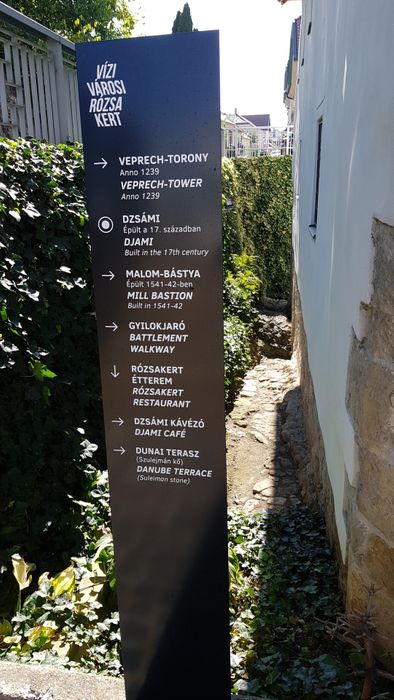 VÍZI
VÁROSI
RÓZSA
KERT
→ VEPRECH-TORONY
Anno 1239
VEPRECH-TOWER
Anno 1239
DZSÁMI
Épült a 17. században
DJAMI
Built in the 17th century
→ MALOM-BÁSTYA
Épült 1541-42-ben
MILL BASTION
Built in 1541-42
→ GYILOKJARÓ
BATTLEMENT
WALKWAY
↓ RÓZSAKERT
ÉTTEREM
RÓZSAKERT
RESTAURANT
→ DZSÁMI KÁVÉZÓ
DJAMI CAFÉ
→ DUNAI TERASZ
(Szulejmán kő)
DANUBE TERRACE
(Suleimon stone)